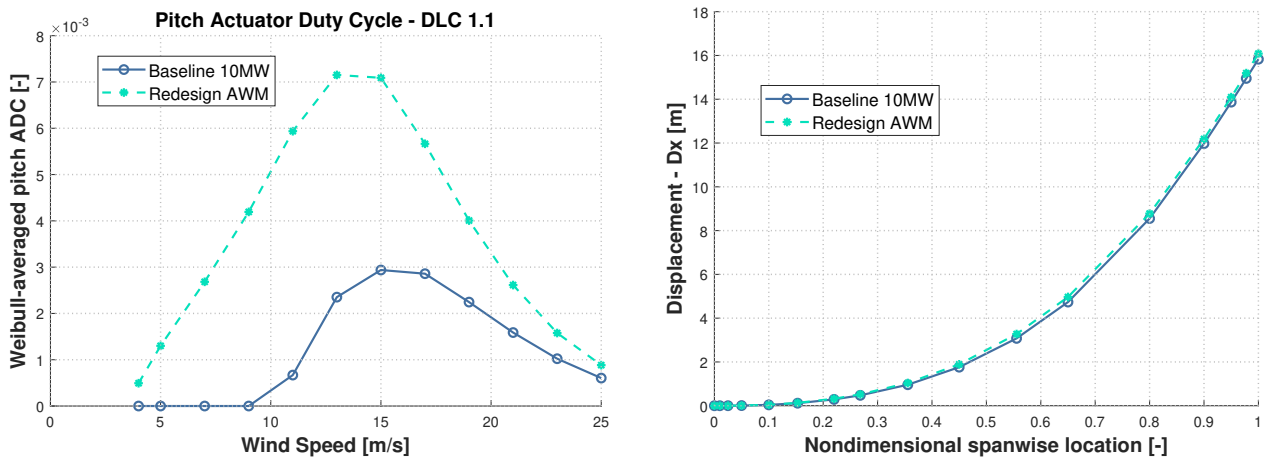 Pitch Actuator Duty Cycle - DLC 1.1
×10⁻³
8
7
6
5
4
3
2
1
0
Weibull-averaged pitch ADC [-]
Baseline 10MW
Redesign AWM
0 5 10 15 20 25
Wind Speed [m/s]
18
16
14
12
10
8
6
4
2
0
Displacement - Dx [m]
Baseline 10MW
Redesign AWM
0 0.1 0.2 0.3 0.4 0.5 0.6 0.7 0.8 0.9 1
Nondimensional spanwise location [-]